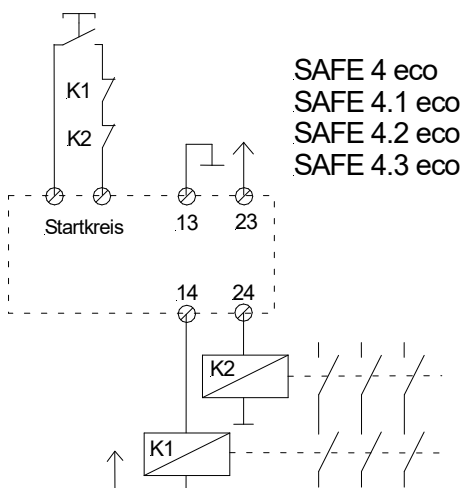 SAFE 4 eco
SAFE 4.1 eco
SAFE 4.2 eco
SAFE 4.3 eco
K1
K2
Startkreis
13
23
14
24
K2
K1